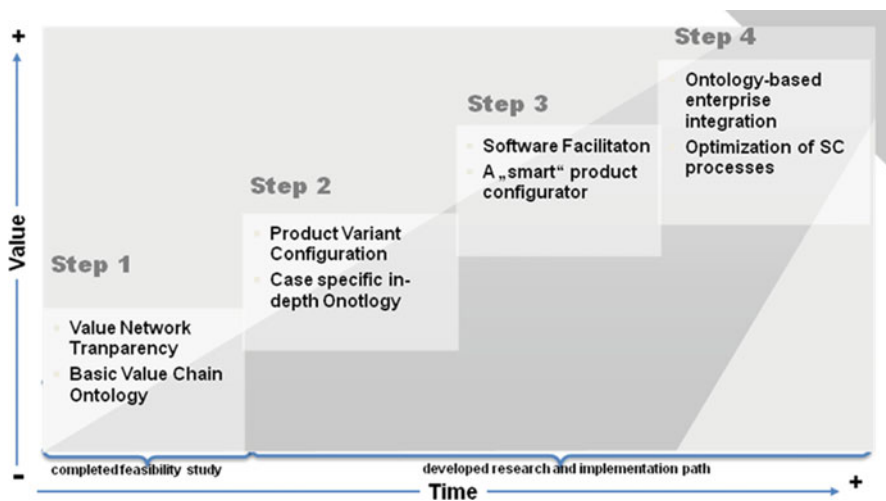 +
Value
-
Step 1
Value Network
Tranparency
Basic Value Chain
Ontology
Step 2
Product Variant
Configuration
Case specific in-
depth Onotlogy
Step 3
Software Facilitaton
A „smart“ product
configurator
Step 4
Ontology-based
enterprise
integration
Optimization of SC
processes
completed feasibility study
developed research and implementation path
Time
+